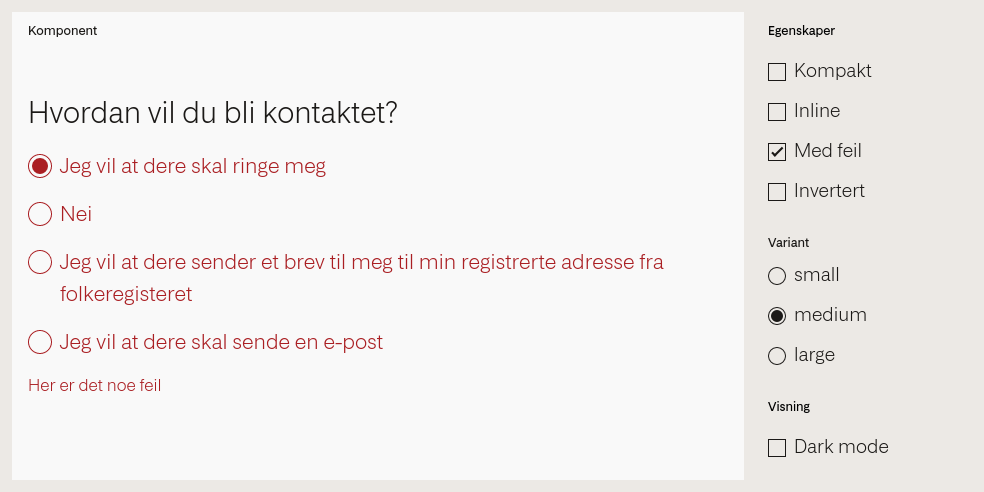 Komponent
Hvordan vil du bli kontaktet?
Jeg vil at dere skal ringe meg
Nei
Jeg vil at dere sender et brev til meg til min registrerte adresse fra
folkeregisteret
Jeg vil at dere skal sende en e-post
Her er det noe feil
Egenskaper
Kompakt
Inline
Med feil
Invertert
Variant
small
medium
large
Visning
Dark mode